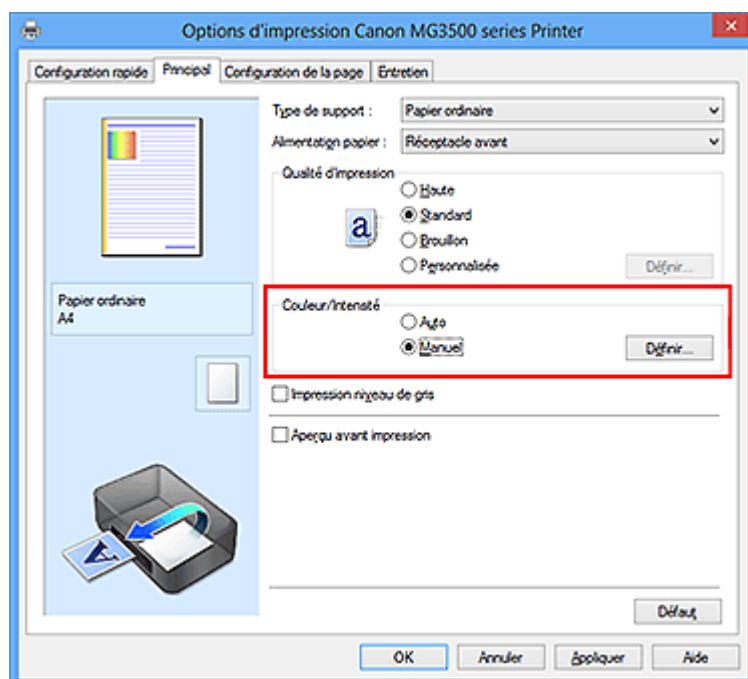 Options d'impression Canon MG3500 series Printer
Configuration rapide Principal Configuration de la page Entretien
Type de support : Papier ordinaire
Alimentation papier : Réceptacle avant
Qualité d'impression
Haute
a Standard
Brouillon
Personnalisée Définir...
Papier ordinaire
A4
Couleur/Intensité
Auto
Manuel Définir...
Impression niveau de gris
Aperçu avant impression
A
Défaut
OK Annuler Appliquer Aide